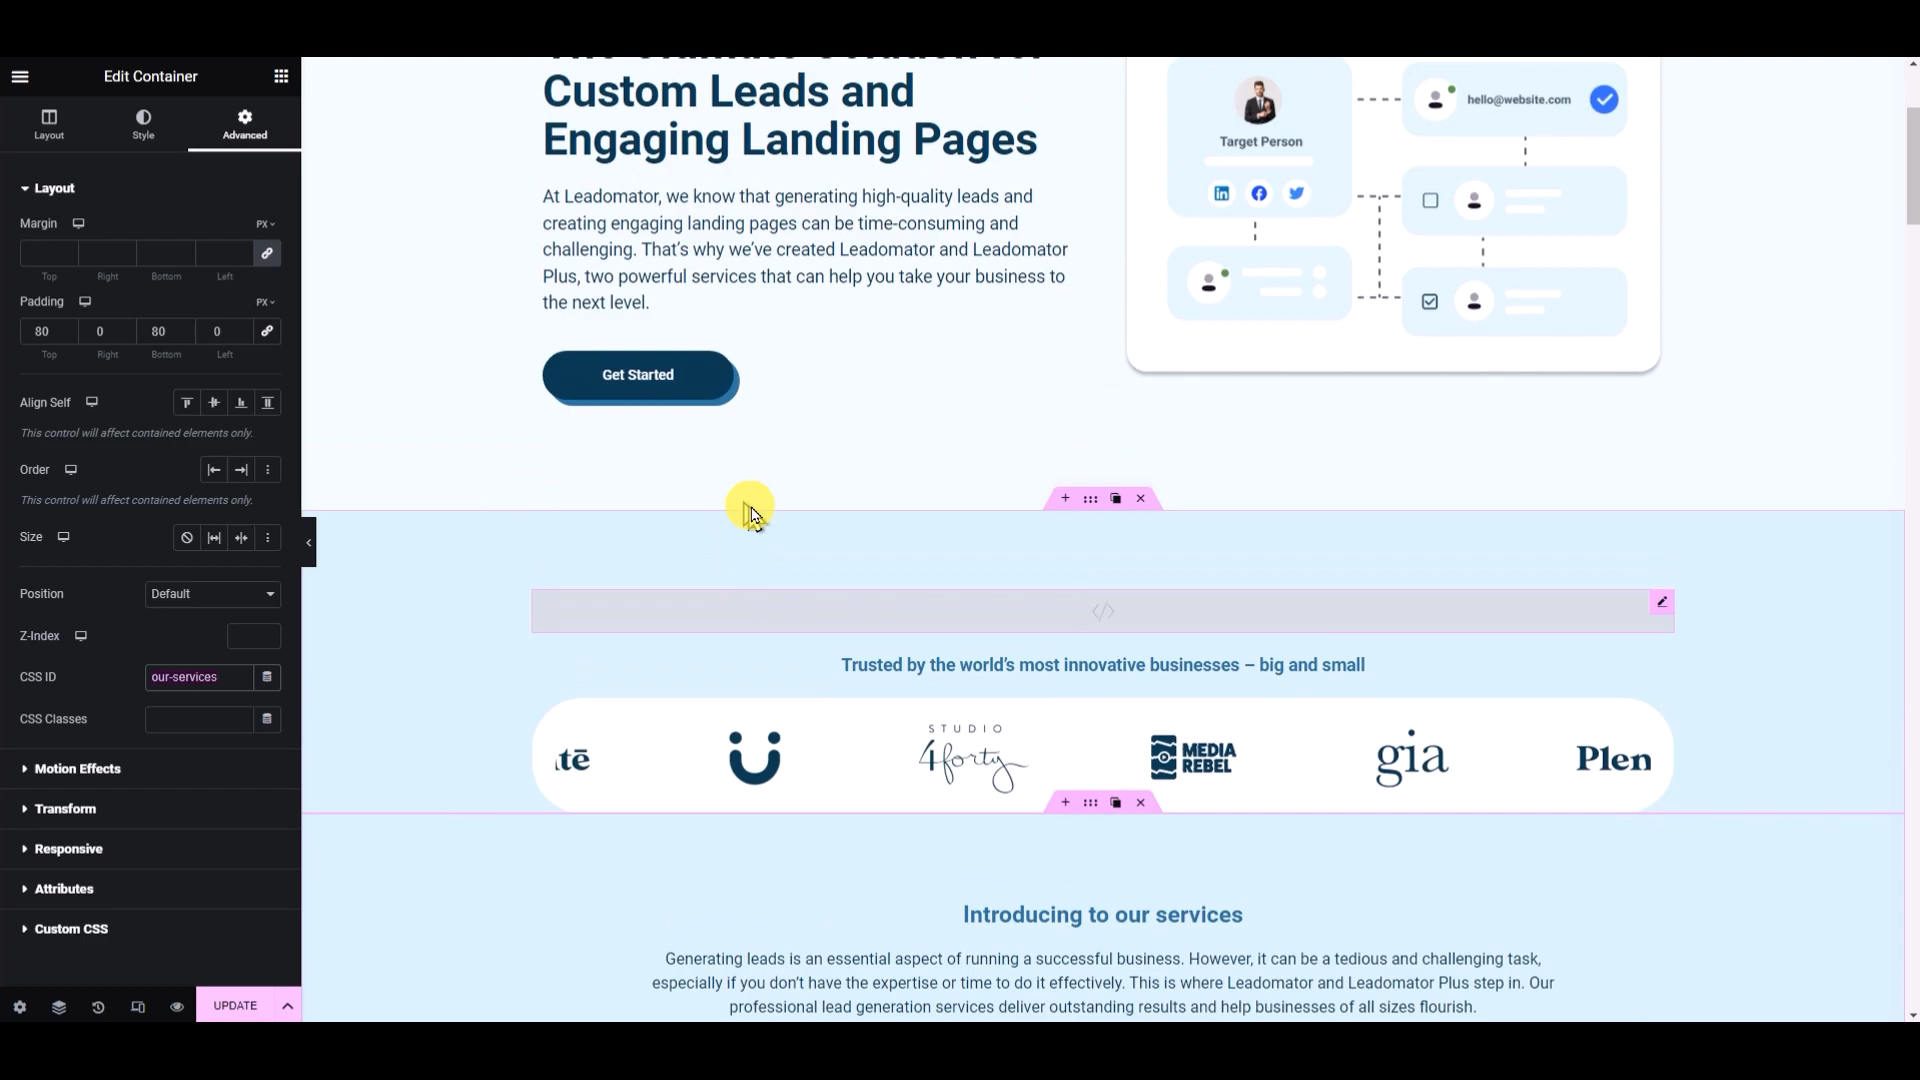 Edit Container
Layout
Style
Advanced
Layout
Margin
PX
Top
Right
Bottom
Left
Padding
PX
80
0
80
0
Top
Right
Bottom
Left
Align Self
This control will affect contained elements only.
Order
This control will affect contained elements only.
Size
Position
Default
Z-Index
CSS ID
our-services
CSS Classes
Motion Effects
Transform
Responsive
Attributes
Custom CSS
UPDATE
Custom Leads and
Engaging Landing Pages
At Leadomator, we know that generating high-quality leads and
creating engaging landing pages can be time-consuming and
challenging. That's why we've created Leadomator and Leadomator
Plus, two powerful services that can help you take your business to
the next level.
Get Started
Target Person
hello@website.com
Trusted by the world's most innovative businesses – big and small
tē
STUDIO
4forty
MEDIA
REBEL
gia
Plen
Introducing to our services
Generating leads is an essential aspect of running a successful business. However, it can be a tedious and challenging task,
especially if you don't have the expertise or time to do it effectively. This is where Leadomator and Leadomator Plus step in. Our
professional lead generation services deliver outstanding results and help businesses of all sizes flourish.